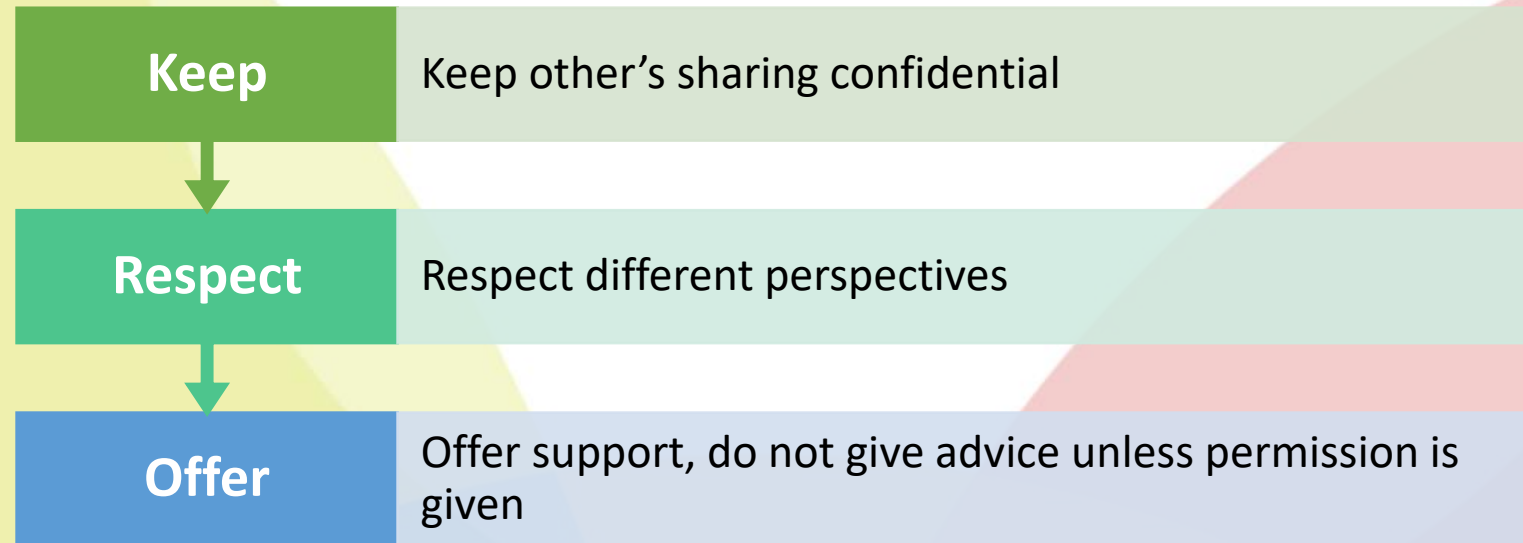 Keep
Keep other’s sharing confidential
Respect
Respect different perspectives
Offer
Offer support, do not give advice unless permission is
given